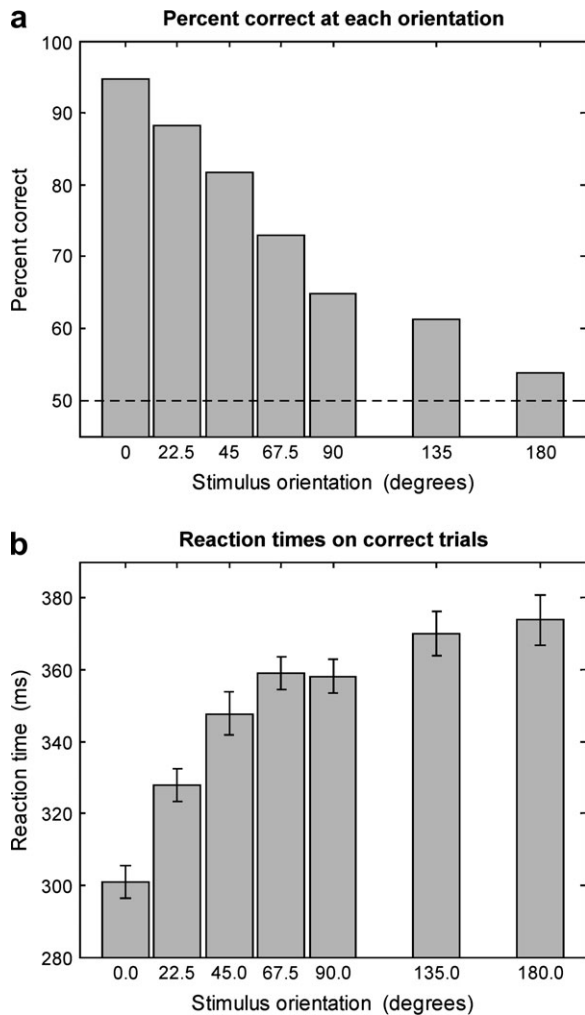 a
Percent correct at each orientation
100
90
80
70
60
50
Percent correct
0 22.5 45 67.5 90 135 180
Stimulus orientation (degrees)
b
Reaction times on correct trials
380
360
340
320
300
280
Reaction time (ms)
0.0 22.5 45.0 67.5 90.0 135.0 180.0
Stimulus orientation (degrees)